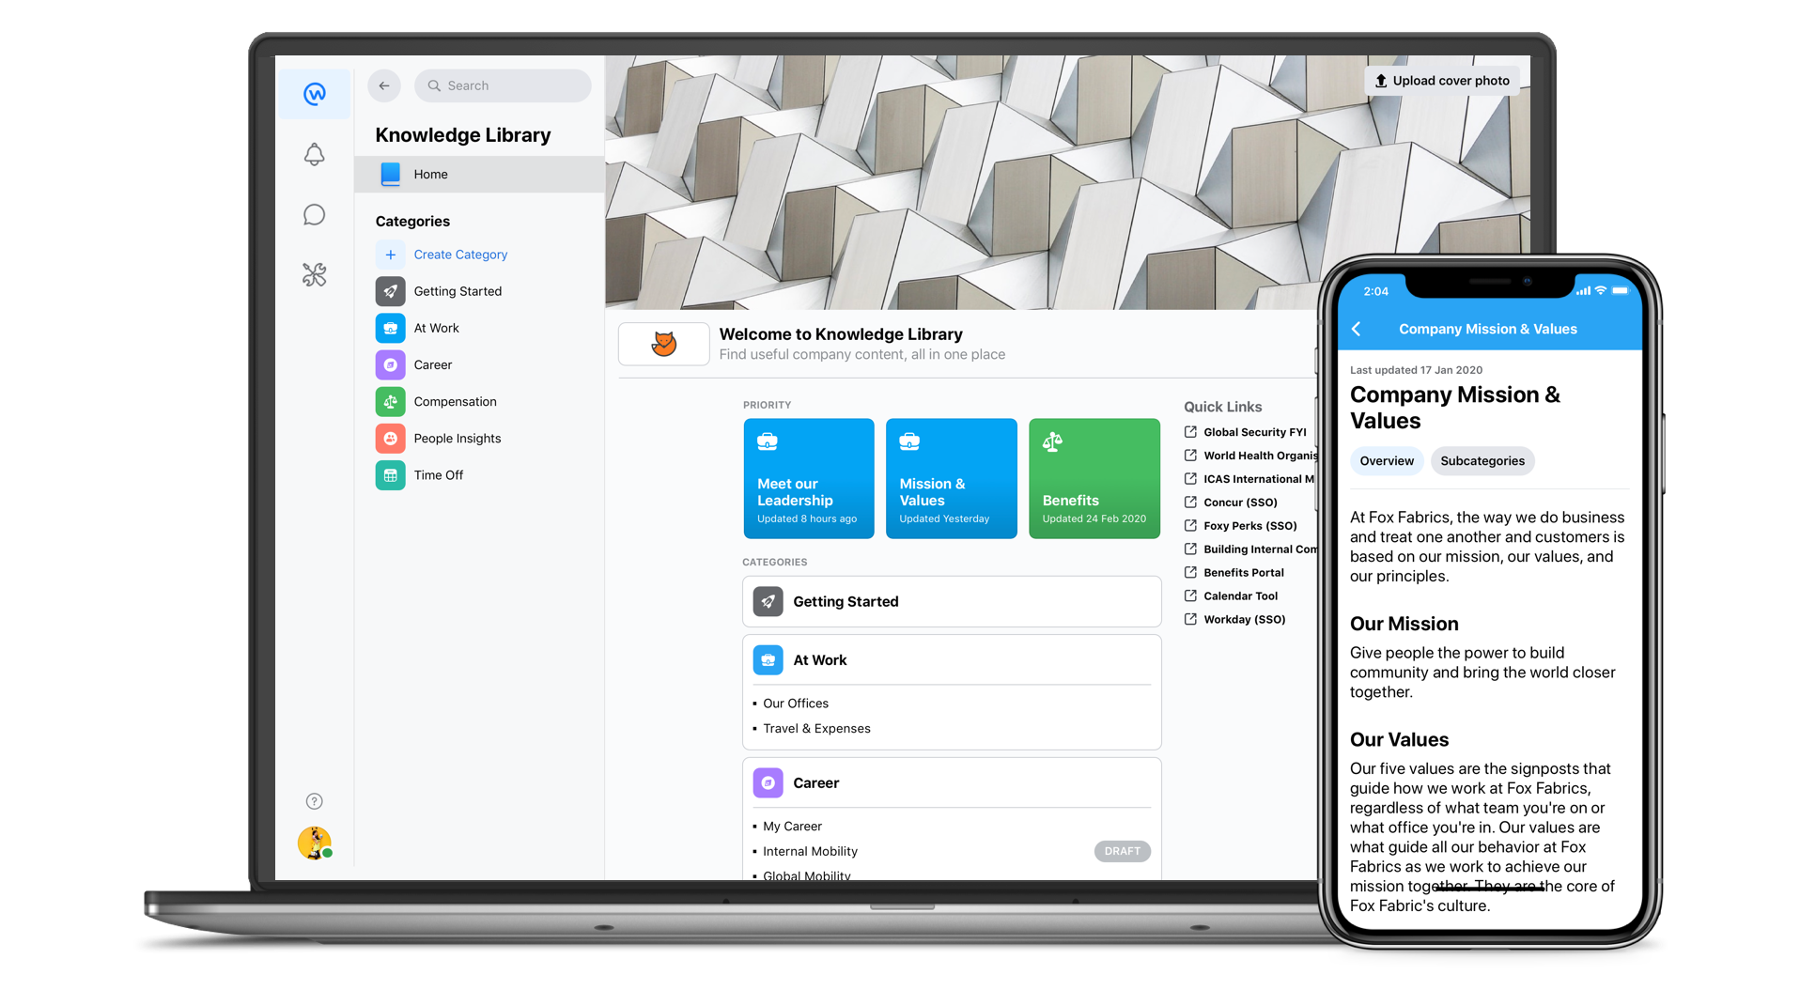 Search
Upload cover photo
Knowledge Library
Home
Categories
Create Category
Getting Started
At Work
Career
Compensation
People Insights
Time Off
Welcome to Knowledge Library
Find useful company content, all in one place
PRIORITY
Meet our
Leadership
Updated 8 hours ago
Mission &
Values
Updated Yesterday
Benefits
Updated 24 Feb 2020
CATEGORIES
Getting Started
At Work
Our Offices
Travel & Expenses
Career
My Career
Internal Mobility
DRAFT
Global Mobility
Quick Links
Global Security FYI
World Health Organis
ICAS International M
Concur (SSO)
Foxy Perks (SSO)
Building Internal Com
Benefits Portal
Calendar Tool
Workday (SSO)
2:04
Company Mission & Values
Last updated 17 Jan 2020
Company Mission &
Values
Overview
Subcategories
At Fox Fabrics, the way we do business
and treat one another and customers is
based on our mission, our values, and
our principles.
Our Mission
Give people the power to build
community and bring the world closer
together.
Our Values
Our five values are the signposts that
guide how we work at Fox Fabrics,
regardless of what team you're on or
what office you're in. Our values are
what guide all our behavior at Fox
Fabrics as we work to achieve our
mission together. They are the core of
Fox Fabric's culture.